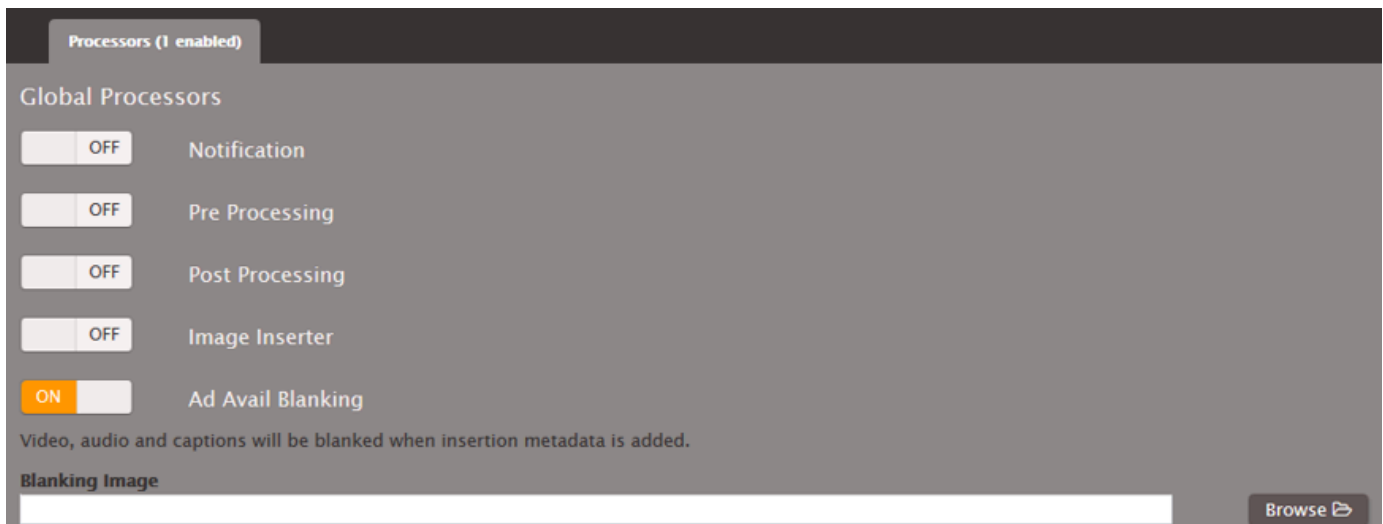 Processors (1 enabled)
Global Processors
OFF Notification
OFF Pre Processing
OFF Post Processing
OFF Image Inserter
ON Ad Avail Blanking
Video, audio and captions will be blanked when insertion metadata is added.
Blanking Image
Browse